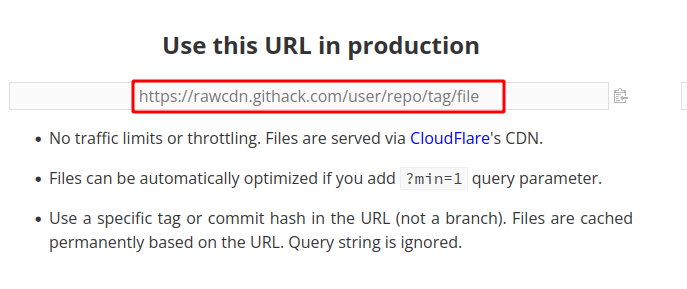 Use this URL in production
https://rawcdn.githack.com/user/repo/tag/file
No traffic limits or throttling. Files are served via CloudFlare's CDN.
Files can be automatically optimized if you add ?min=1 query parameter.
Use a specific tag or commit hash in the URL (not a branch). Files are cached
permanently based on the URL. Query string is ignored.